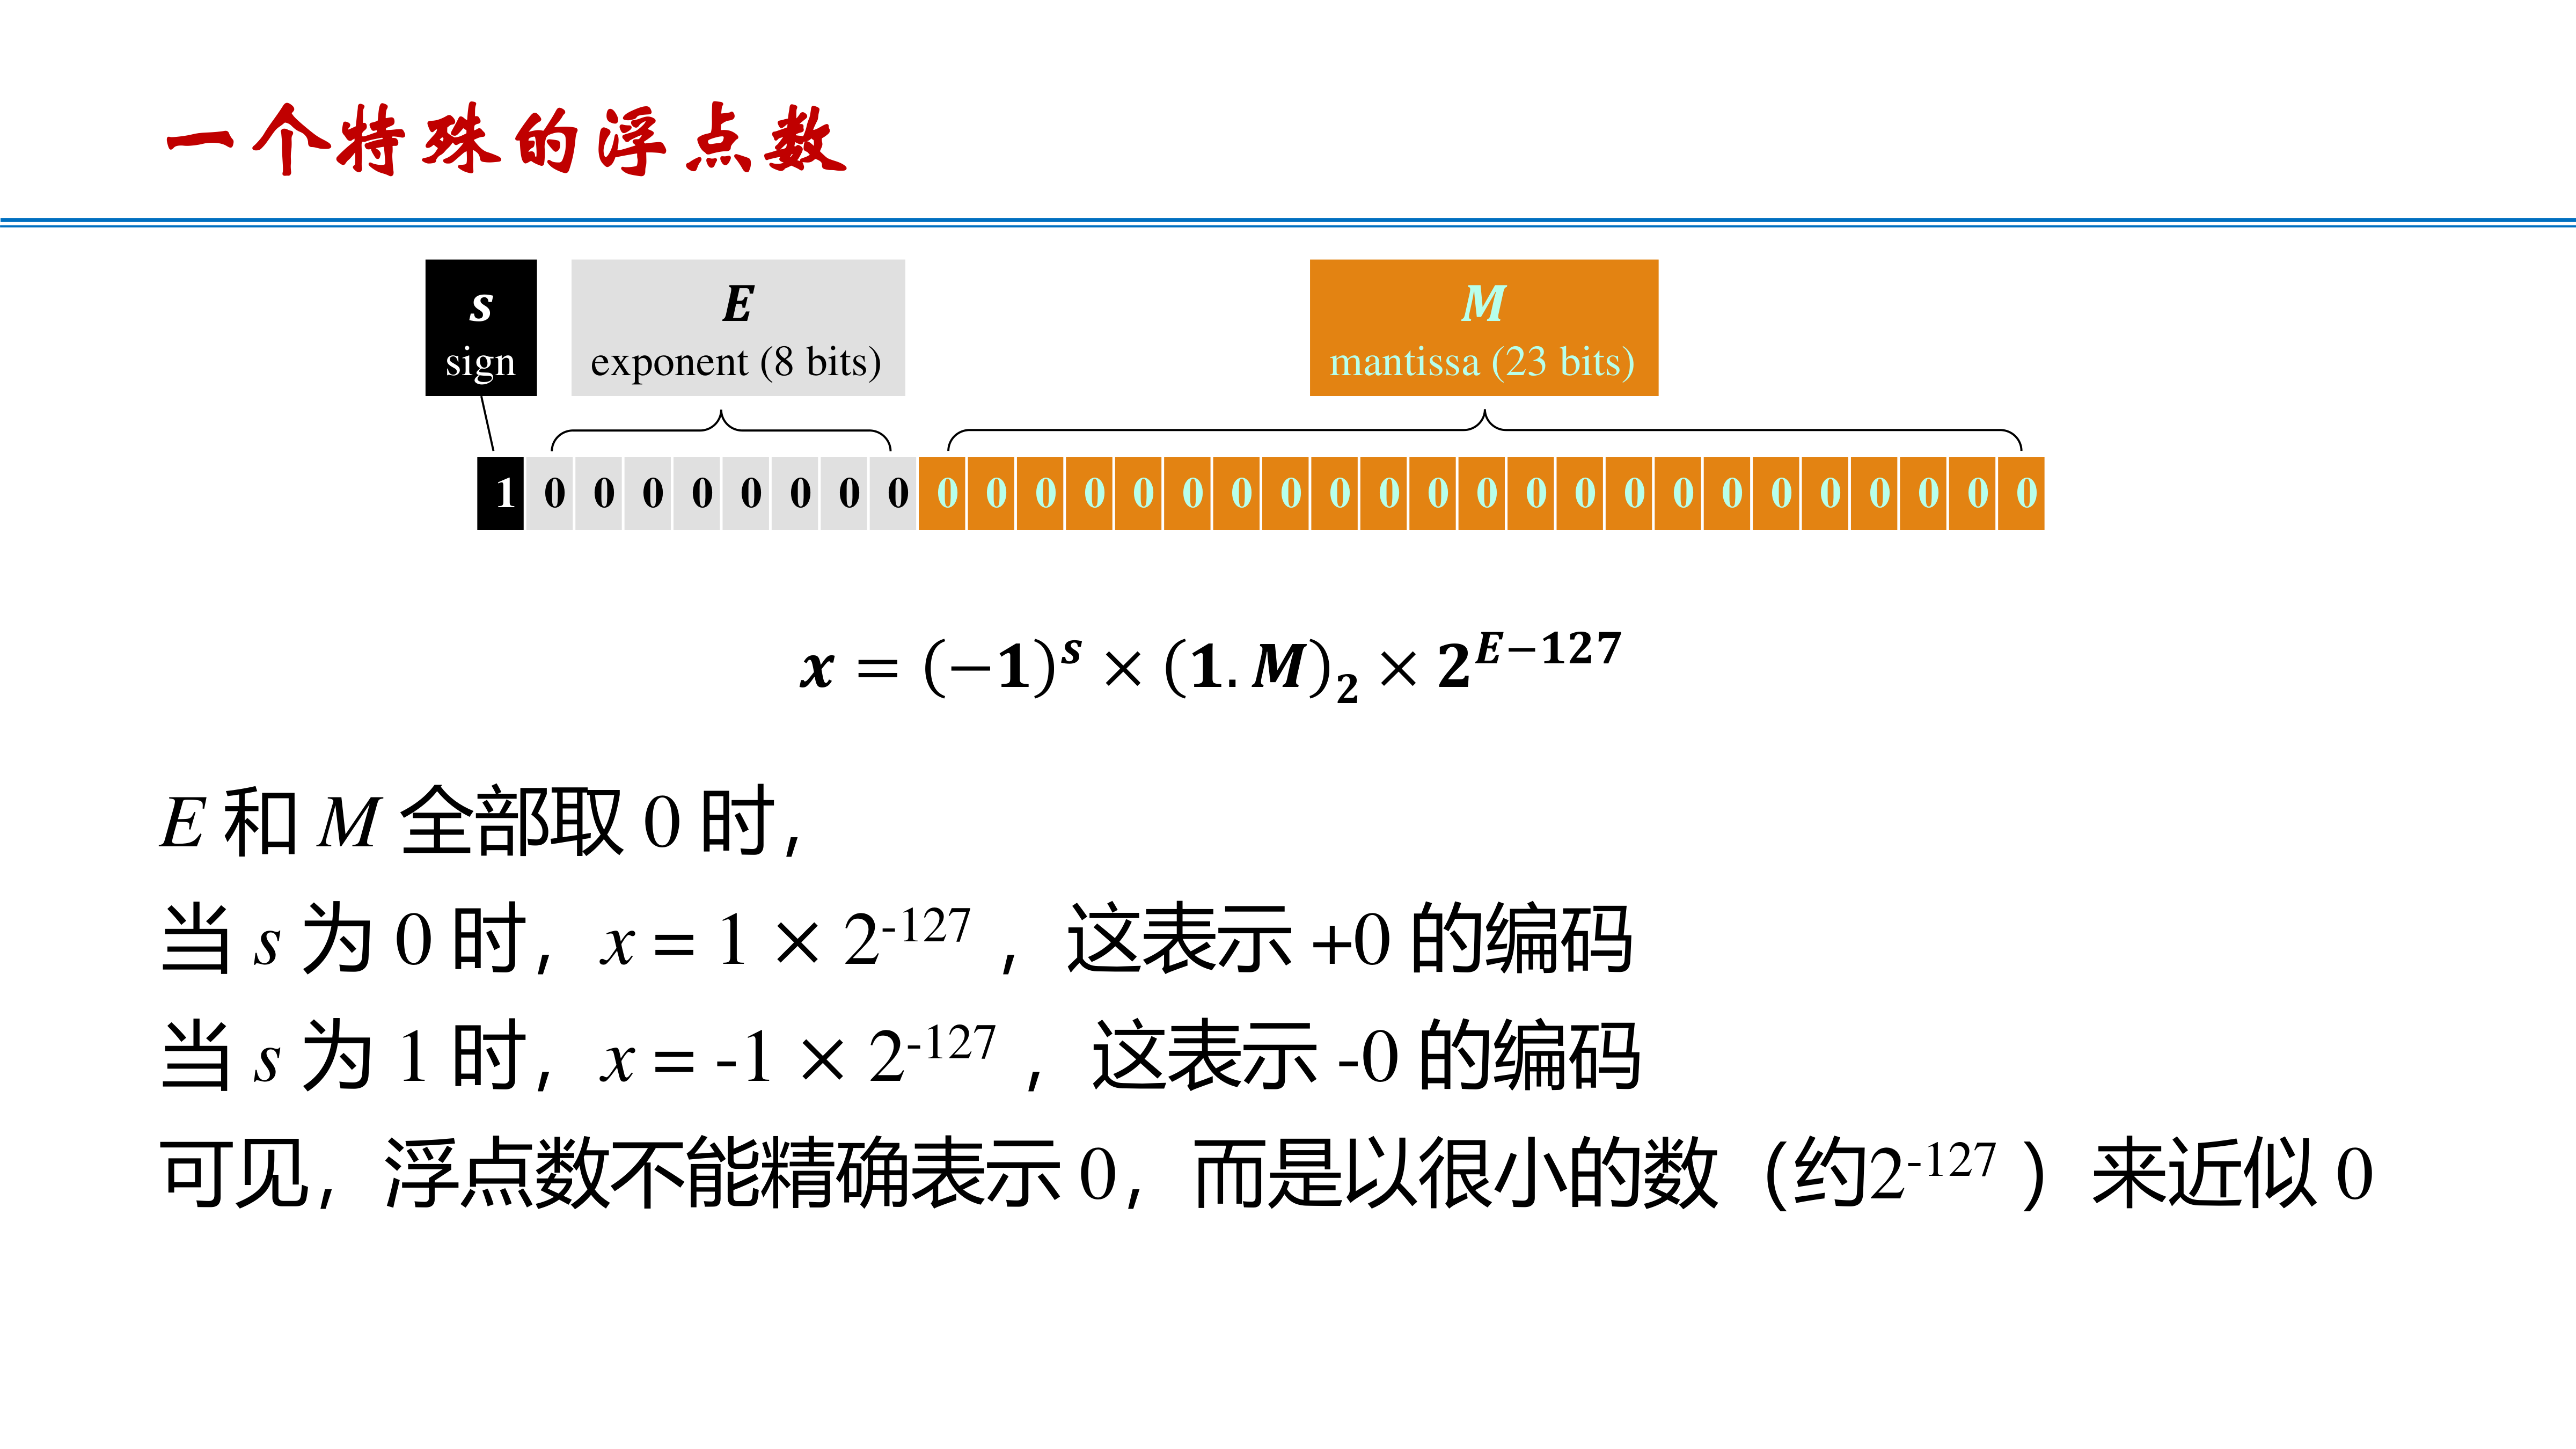 一个特殊的浮点数
s
sign
E
exponent (8 bits)
M
mantissa (23 bits)
1 0 0 0 0 0 0 0 0 0 0 0 0 0 0 0 0 0 0 0 0 0 0 0 0 0 0 0 0 0 0 0
x = (−1)^s × (1.M)₂ × 2^{E−127}
E 和 M 全部取 0 时，
当 s 为 0 时，x = 1 × 2^{-127} ，这表示 +0 的编码
当 s 为 1 时，x = -1 × 2^{-127} ，这表示 -0 的编码
可见，浮点数不能精确表示 0，而是以很小的数（约2^{-127} ）来近似 0